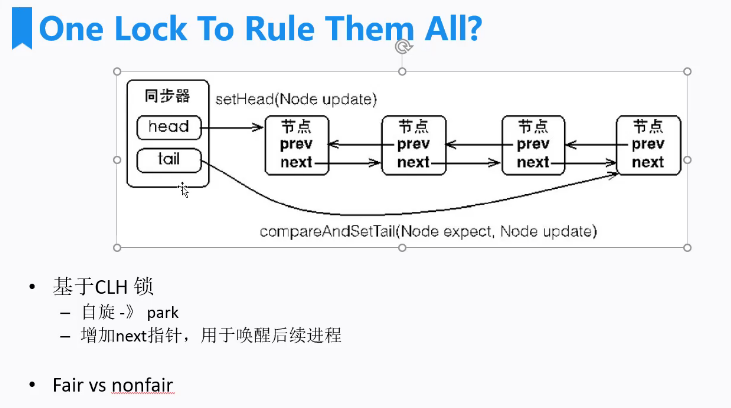 One Lock To Rule Them All?
同步器
head
tail
setHead(Node update)
节点
prev
next
节点
prev
next
节点
prev
next
节点
prev
next
compareAndSetTail(Node expect, Node update)
• 基于CLH 锁
– 自旋 -》 park
– 增加next指针，用于唤醒后续进程
• Fair vs nonfair